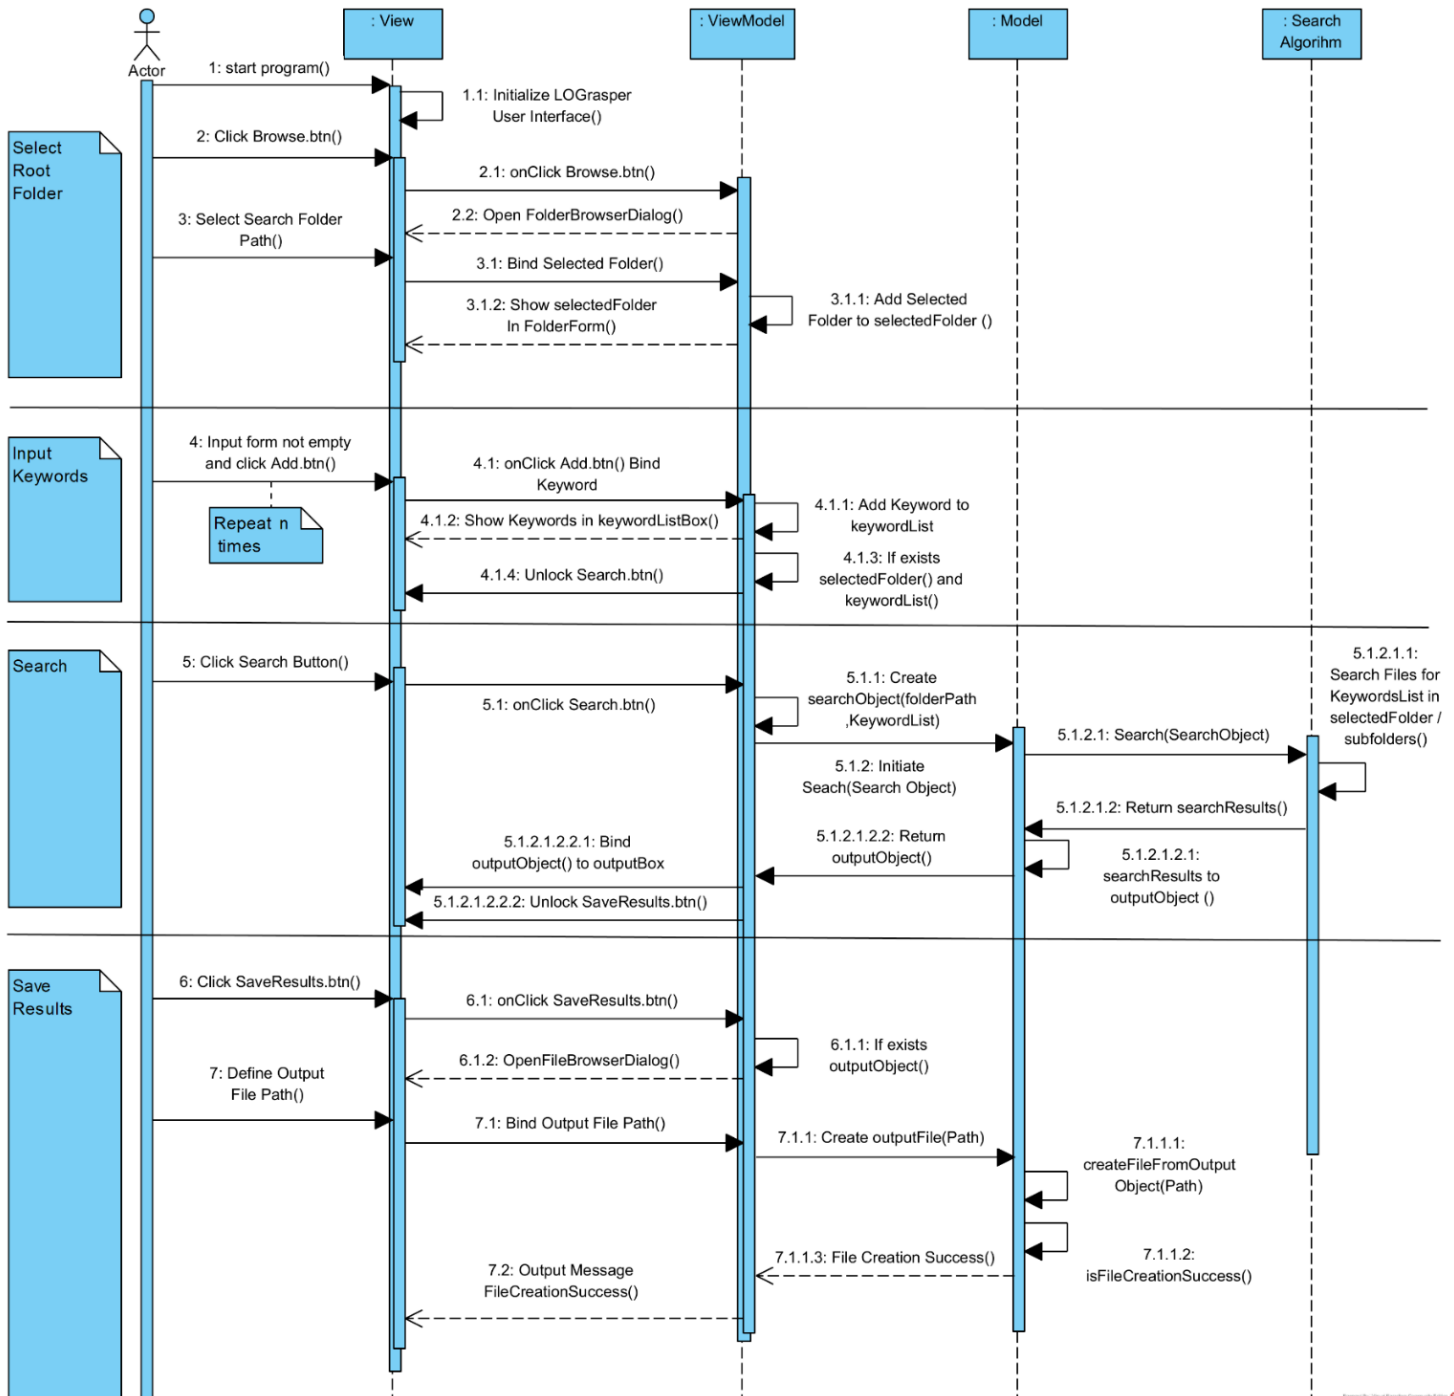 : View
: ViewModel
: Model
: Search
Algorihm
Actor
1: start program()
1.1: Initialize LOGrasper
User Interface()
Select
Root
Folder
2: Click Browse.btn()
2.1: onClick Browse.btn()
2.2: Open FolderBrowserDialog()
3: Select Search Folder
Path()
3.1: Bind Selected Folder()
3.1.1: Add Selected
Folder to selectedFolder ()
3.1.2: Show selectedFolder
In FolderForm()
Input
Keywords
4: Input form not empty
and click Add.btn()
Repeat n
times
4.1: onClick Add.btn() Bind
Keyword
4.1.1: Add Keyword to
keywordList
4.1.2: Show Keywords in keywordListBox()
4.1.3: If exists
selectedFolder() and
keywordList()
4.1.4: Unlock Search.btn()
Search
5: Click Search Button()
5.1: onClick Search.btn()
5.1.1: Create
searchObject(folderPath
,KeywordList)
5.1.2: Initiate
Seach(Search Object)
5.1.2.1: Search(SearchObject)
5.1.2.1.1:
Search Files for
KeywordsList in
selectedFolder /
subfolders()
5.1.2.1.2: Return searchResults()
5.1.2.1.2.1:
searchResults to
outputObject ()
5.1.2.1.2.2: Return
outputObject()
5.1.2.1.2.2.1: Bind
outputObject() to outputBox
5.1.2.1.2.2.2: Unlock SaveResults.btn()
Save
Results
6: Click SaveResults.btn()
6.1: onClick SaveResults.btn()
6.1.1: If exists
outputObject()
6.1.2: OpenFileBrowserDialog()
7: Define Output
File Path()
7.1: Bind Output File Path()
7.1.1: Create outputFile(Path)
7.1.1.1:
createFileFromOutput
Object(Path)
7.1.1.2:
isFileCreationSuccess()
7.1.1.3: File Creation Success()
7.2: Output Message
FileCreationSuccess()